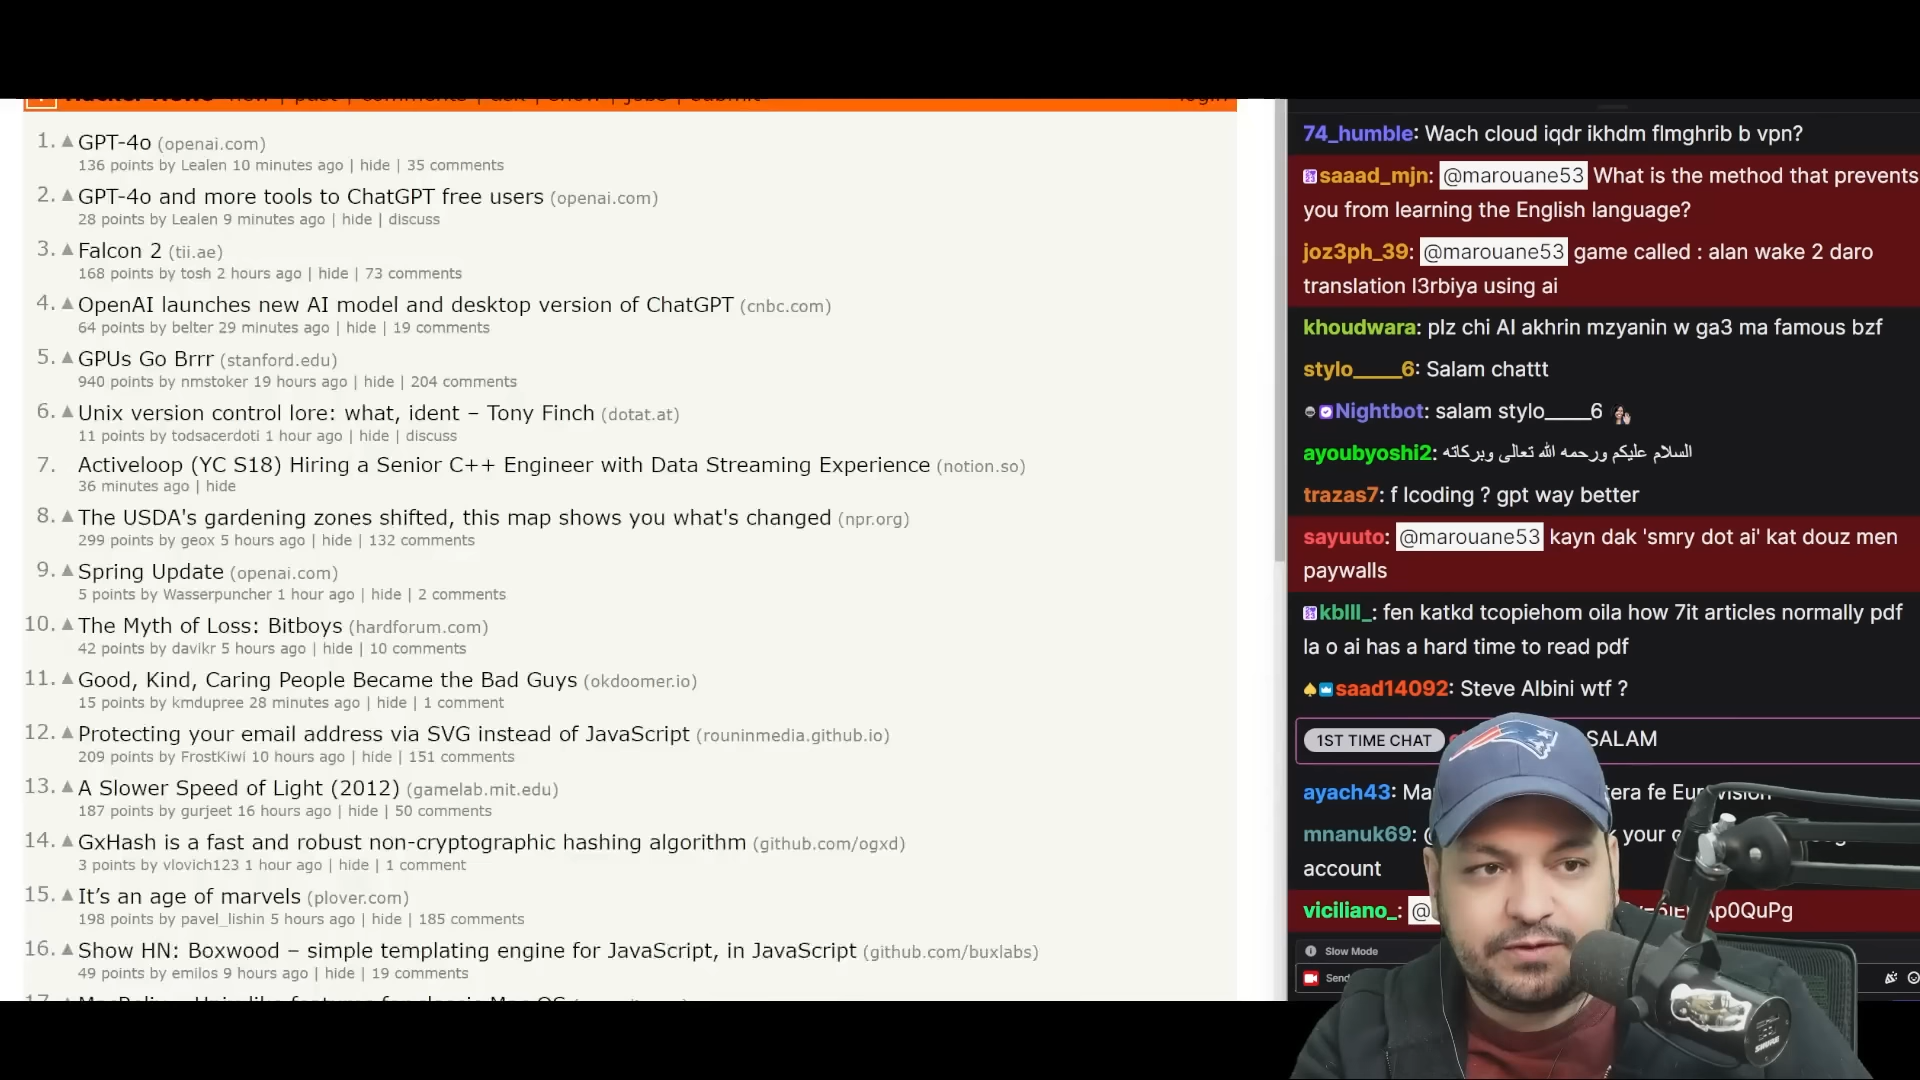 1. GPT-4o (openai.com)
136 points by Lealen 10 minutes ago | hide | 35 comments
2. GPT-4o and more tools to ChatGPT free users (openai.com)
28 points by Lealen 9 minutes ago | hide | discuss
3. Falcon 2 (tii.ae)
168 points by tosh 2 hours ago | hide | 73 comments
4. OpenAI launches new AI model and desktop version of ChatGPT (cnbc.com)
64 points by belter 29 minutes ago | hide | 19 comments
5. GPUs Go Brrr (stanford.edu)
940 points by nmstoker 19 hours ago | hide | 204 comments
6. Unix version control lore: what, ident – Tony Finch (dotat.at)
11 points by todsacerdoti 1 hour ago | hide | discuss
7. Activeloop (YC S18) Hiring a Senior C++ Engineer with Data Streaming Experience (notion.so)
36 minutes ago | hide
8. The USDA's gardening zones shifted, this map shows you what's changed (npr.org)
299 points by geox 5 hours ago | hide | 132 comments
9. Spring Update (openai.com)
5 points by Wasserpuncher 1 hour ago | hide | 2 comments
10. The Myth of Loss: Bitboys (hardforum.com)
42 points by davikr 5 hours ago | hide | 10 comments
11. Good, Kind, Caring People Became the Bad Guys (okdoomer.io)
15 points by kmdupree 28 minutes ago | hide | 1 comment
12. Protecting your email address via SVG instead of JavaScript (rouninmedia.github.io)
209 points by FrostKiwi 10 hours ago | hide | 151 comments
13. A Slower Speed of Light (2012) (gamelab.mit.edu)
187 points by gurjeet 16 hours ago | hide | 50 comments
14. GxHash is a fast and robust non-cryptographic hashing algorithm (github.com/ogxd)
3 points by vlovich123 1 hour ago | hide | 1 comment
15. It’s an age of marvels (plover.com)
198 points by pavel_lishin 5 hours ago | hide | 185 comments
16. Show HN: Boxwood – simple templating engine for JavaScript, in JavaScript (github.com/buxlabs)
49 points by emilos 9 hours ago | hide | 19 comments
74_humble: Wach cloud iqdr ikhdm flmghrib b vpn?
saaad_mjn: @marouane53 What is the method that prevents
you from learning the English language?
joz3ph_39: @marouane53 game called : alan wake 2 daro
translation l3rbiya using ai
khoudwara: plz chi AI akhrin mzyanin w ga3 ma famous bzf
stylo_____6: Salam chattt
Nightbot: salam stylo_____6
ayoubyoshi2: السلام عليكم ورحمه الله تعالى وبركاته
trazas7: f lcoding ? gpt way better
sayuuto: @marouane53 kayn dak 'smry dot ai' kat douz men
paywalls
kblll_: fen katkd tcopiehom oila how 7it articles normally pdf
la o ai has a hard time to read pdf
saad14092: Steve Albini wtf ?
1ST TIME CHAT SALAM
ayach43:
mnanuk69: your
account
viciliano_:
Slow Mode
SHURE